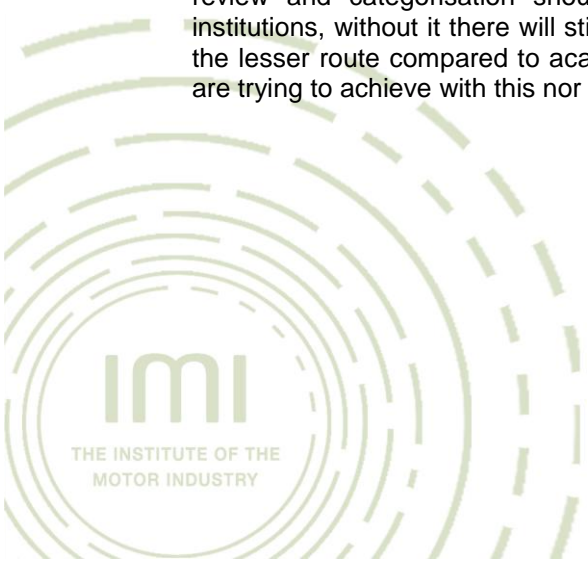 review and categorisation
institutions, without it there will
the lesser route compared to
are trying to achieve with this nor
IMI
THE INSTITUTE OF THE
MOTOR INDUSTRY